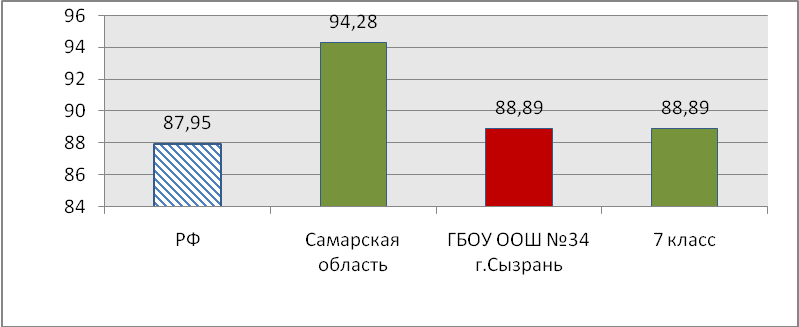 96
94
92
90
88
86
84
87,95
94,28
88,89
88,89
РФ
Самарская
область
ГБОУ ООШ №34
г.Сызрань
7 класс